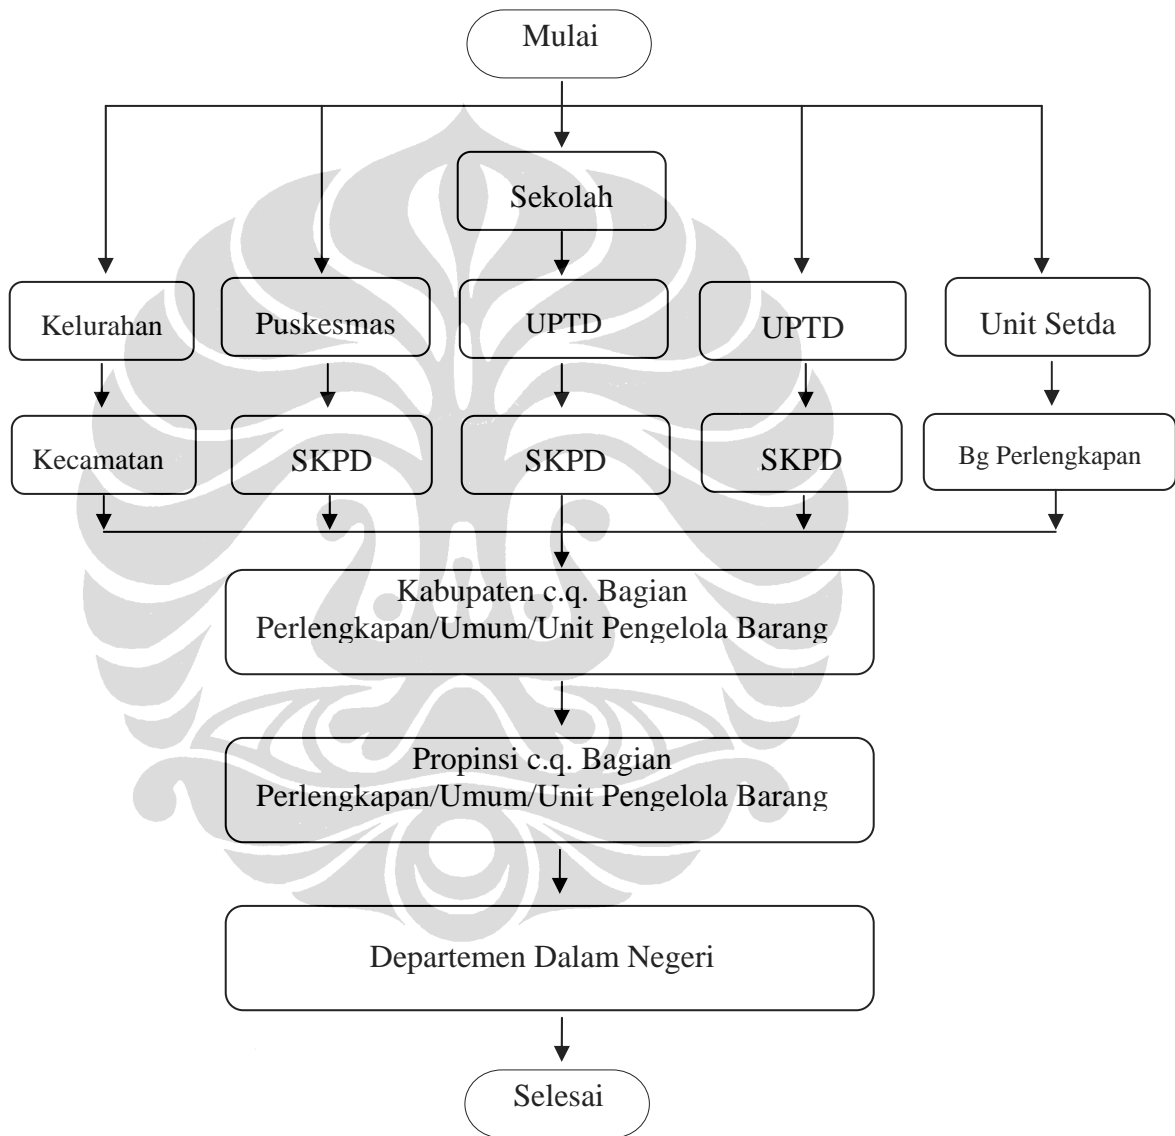 Mulai
Sekolah
Kelurahan
Puskesmas
UPTD
UPTD
Unit Setda
Kecamatan
SKPD
SKPD
SKPD
Bg Perlengkapan
Kabupaten c.q. Bagian
Perlengkapan/Umum/Unit Pengelola Barang
Propinsi c.q. Bagian
Perlengkapan/Umum/Unit Pengelola Barang
Departemen Dalam Negeri
Selesai